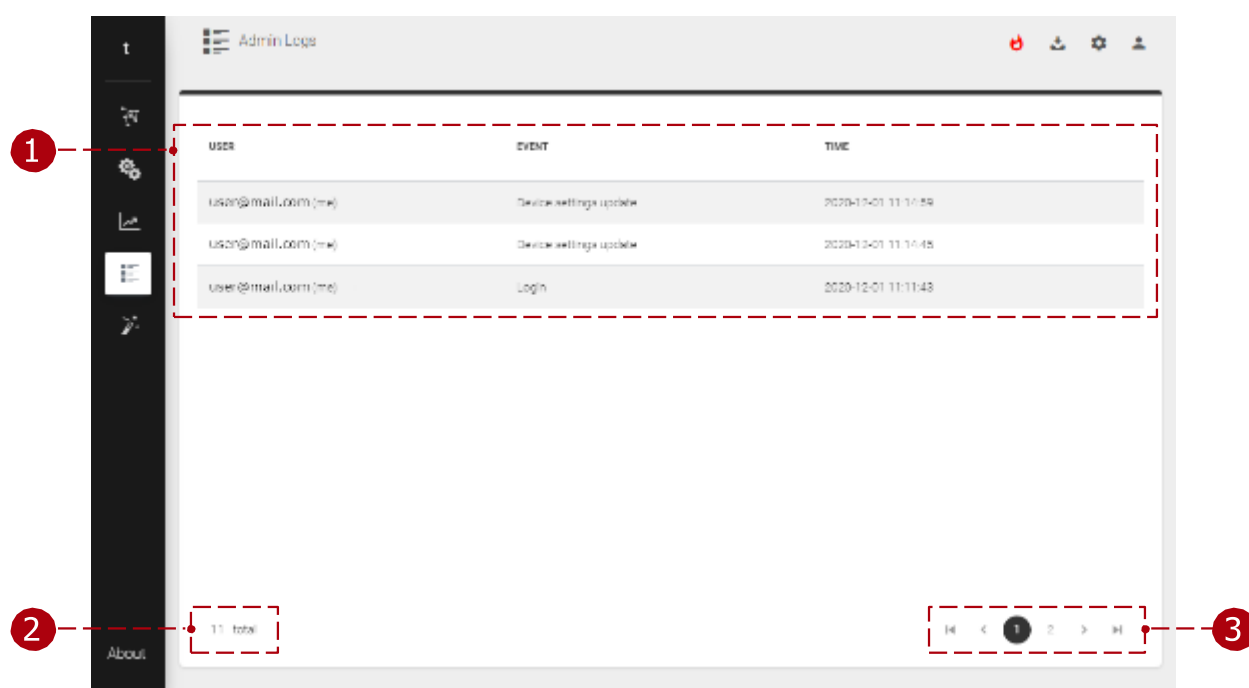 t
Admin Logs
1
USER EVENT TIME
user@mail.com (me) Device settings update 2020-12-01 11:14:59
user@mail.com (me) Device settings update 2020-12-01 11:14:45
user@mail.com (me) Login 2020-12-01 11:11:43
2
11 total
1 2
3
About